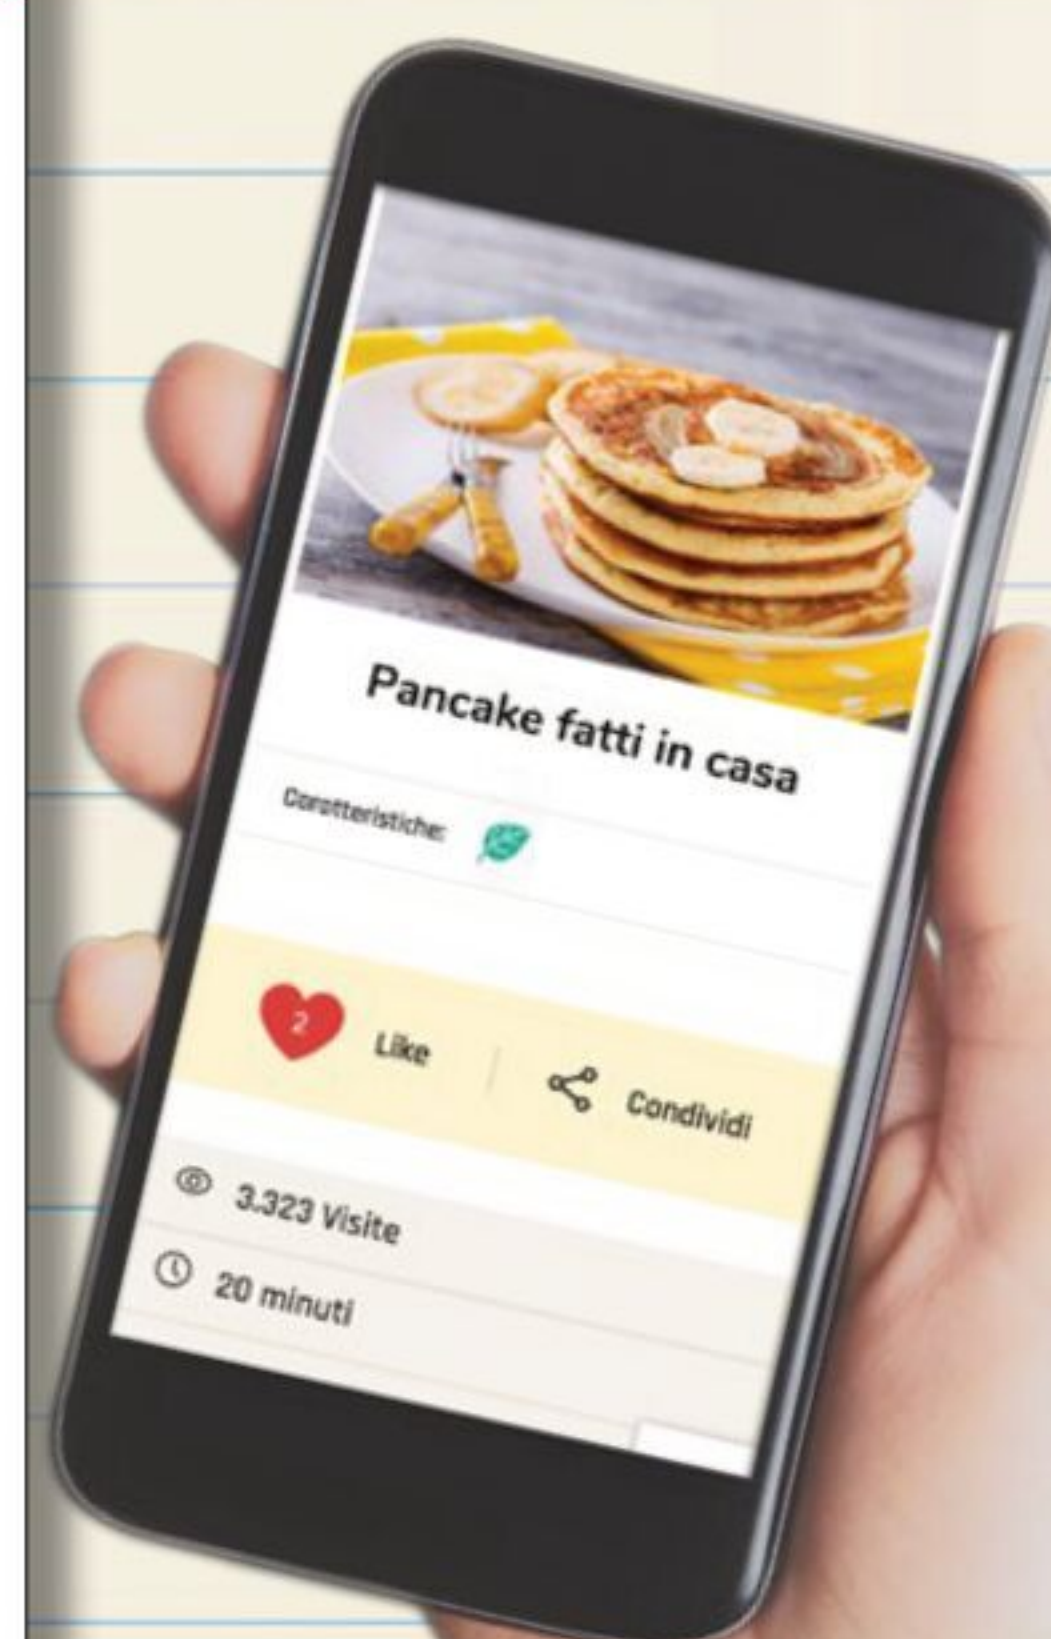 Pancake fatti in casa
Caratteristiche:
2
Like
Condividi
3.323 Visite
20 minuti